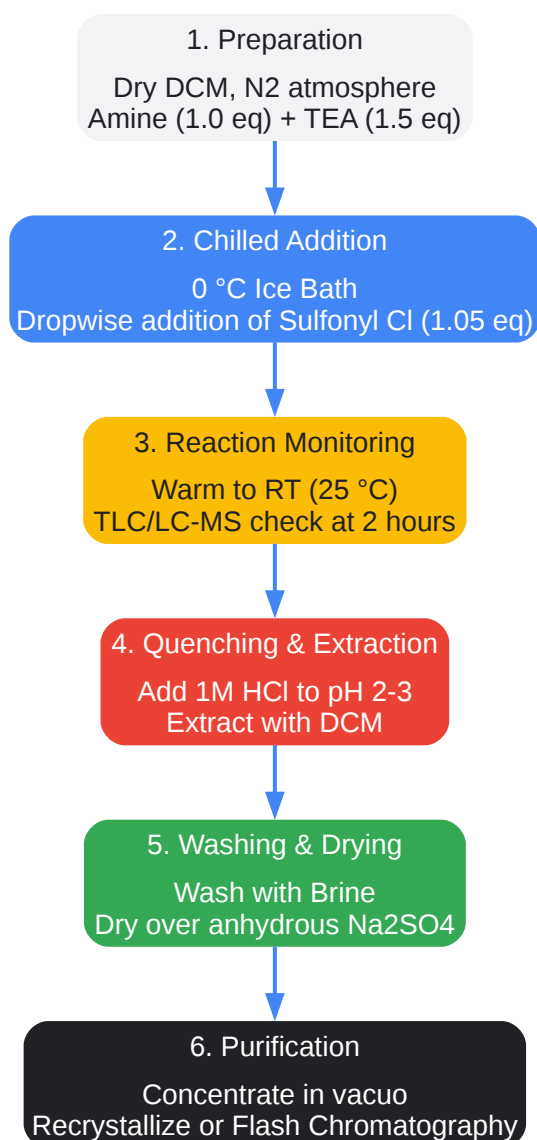 1. Preparation
Dry DCM, N2 atmosphere
Amine (1.0 eq) + TEA (1.5 eq)
2. Chilled Addition
0 °C Ice Bath
Dropwise addition of Sulfonyl Cl (1.05 eq)
3. Reaction Monitoring
Warm to RT (25 °C)
TLC/LC-MS check at 2 hours
4. Quenching & Extraction
Add 1M HCl to pH 2-3
Extract with DCM
5. Washing & Drying
Wash with Brine
Dry over anhydrous Na2SO4
6. Purification
Concentrate in vacuo
Recrystallize or Flash Chromatography